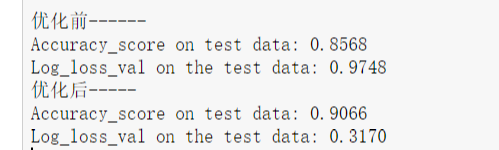 优化前------
Accuracy_score on test data: 0.8568
Log_loss_val on the test data: 0.9748
优化后-----
Accuracy_score on test data: 0.9066
Log_loss_val on the test data: 0.3170